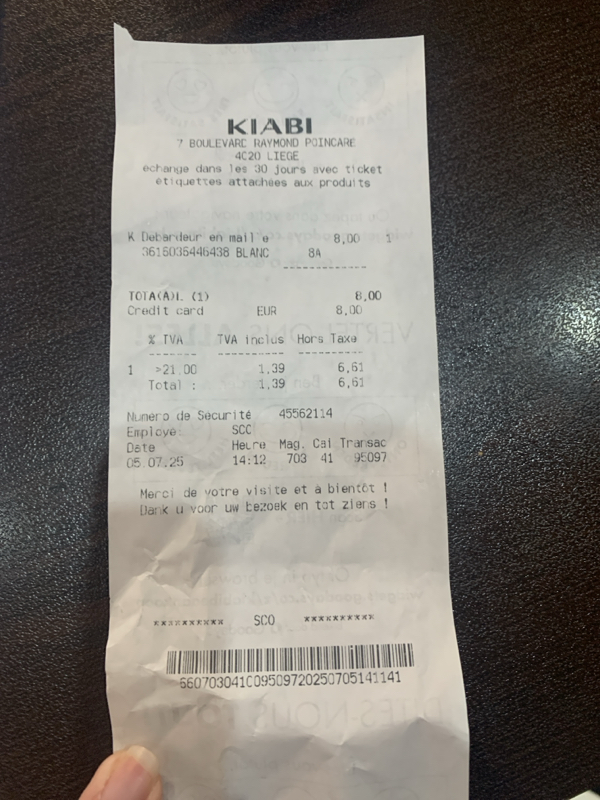 KIABI
7 BOULEVARD RAYMOND POINCARE
4020 LIEGE
echange dans les 30 jours avec ticket
étiquettes attachées aux produits
K Debardeur en maille 8,00 1
3616035446438 BLANC 8A
TOTA(A)L (1) 8,00
Credit card EUR 8,00
% TVA TVA inclus Hors Taxe
1 >21.00 1,39 6,61
Total : 1,39 6,61
Numero de Sécurité 45562114
Employe: SCO
Date Heure Mag. Cai Transac
05.07.25 14:12 703 41 95097
Merci de votre visite et à bientôt !
Dank u voor uw bezoek en tot ziens !
********** SCO **********
660703041009509720250705141141